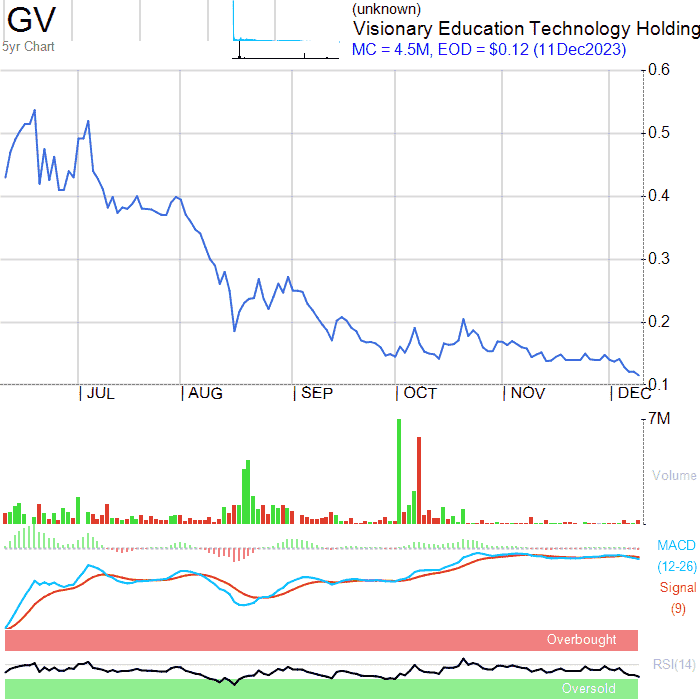 GV
5yr Chart
(unknown)
Visionary Education Technology Holding
MC = 4.5M, EOD = $0.12 (11Dec2023)
0.6
0.5
0.4
0.3
0.2
0.1
JUL
AUG
SEP
OCT
NOV
DEC
7M
Volume
MACD
(12-26)
Signal
(9)
Overbought
RSI(14)
Oversold